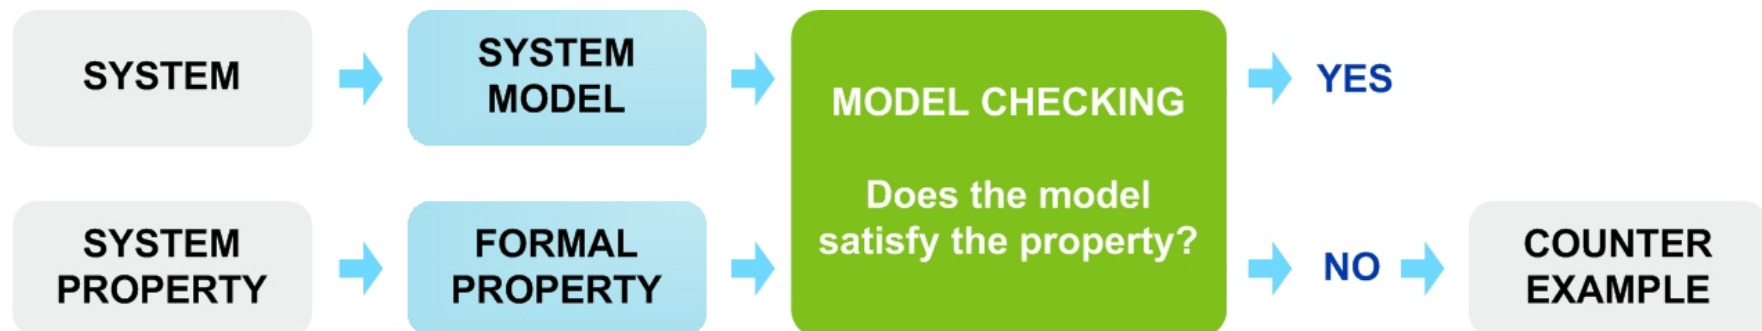 SYSTEM
SYSTEM
MODEL
MODEL CHECKING
Does the model
satisfy the property?
YES
SYSTEM
PROPERTY
FORMAL
PROPERTY
NO
COUNTER
EXAMPLE